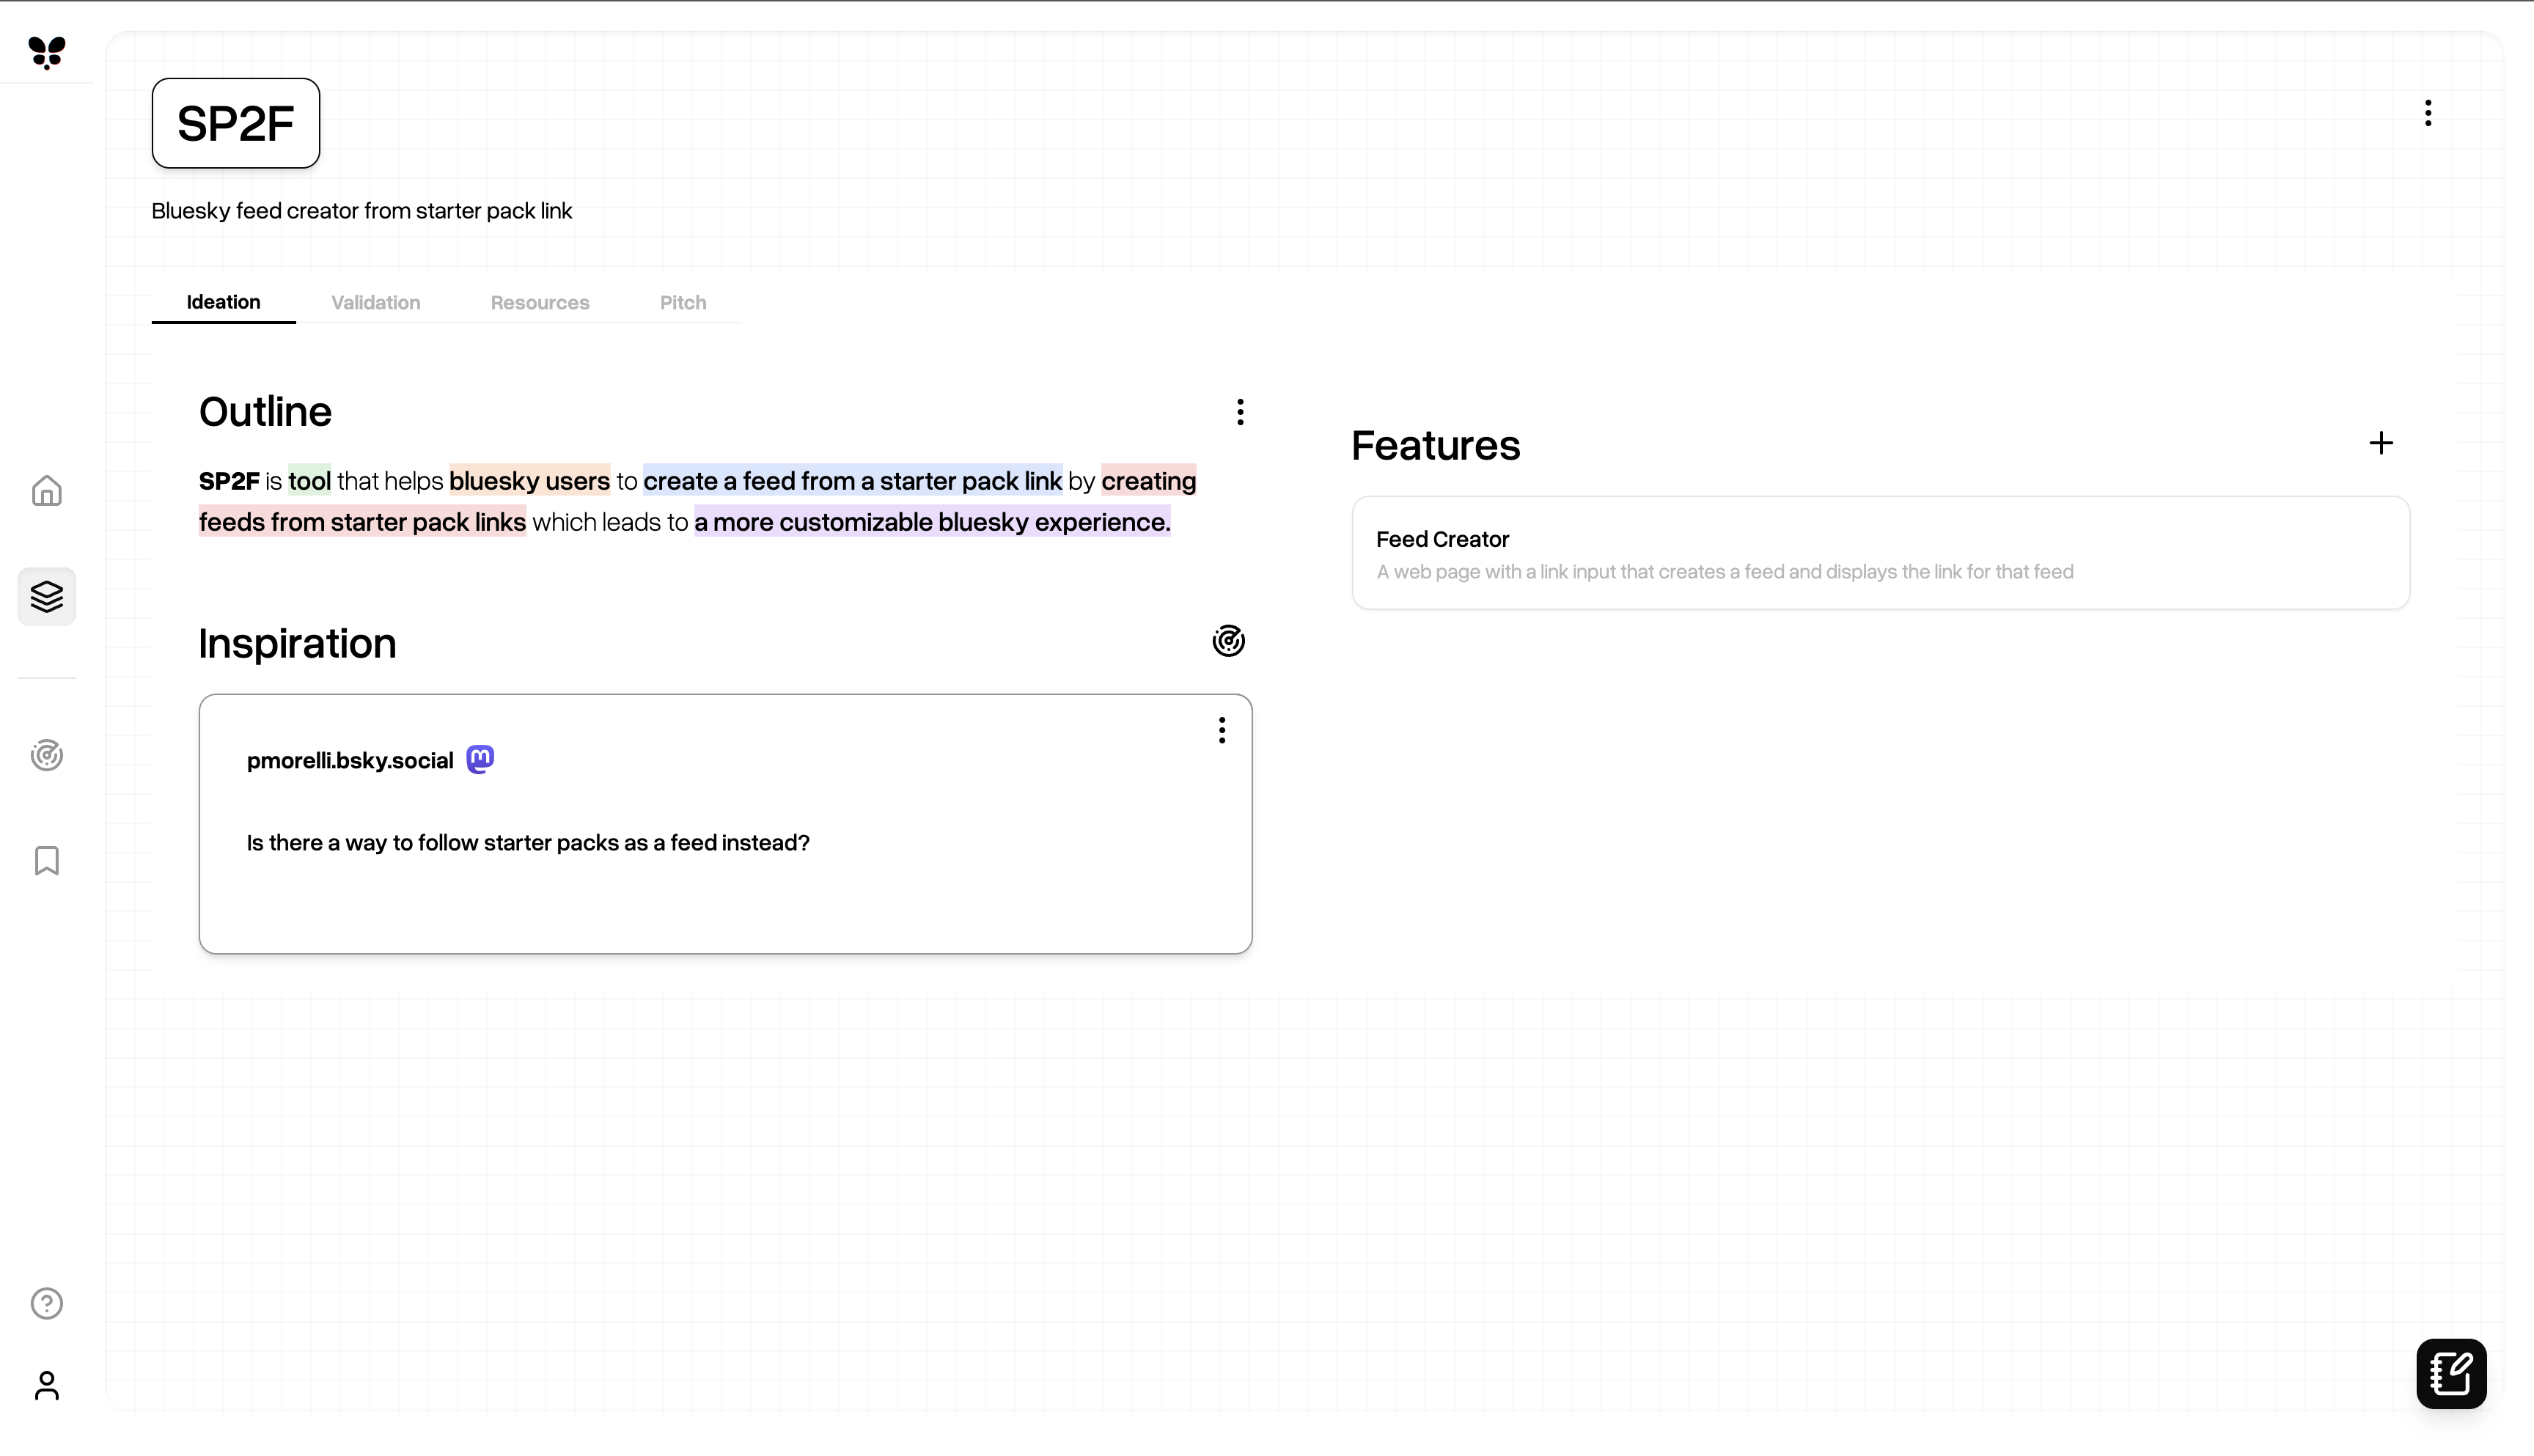 SP2F
Bluesky feed creator from starter pack link
Ideation
Validation
Resources
Pitch
Outline
SP2F is tool that helps bluesky users to create a feed from a starter pack link by creating
feeds from starter pack links which leads to a more customizable bluesky experience.
Inspiration
pmorelli.bsky.social
Is there a way to follow starter packs as a feed instead?
Features
Feed Creator
A web page with a link input that creates a feed and displays the link for that feed